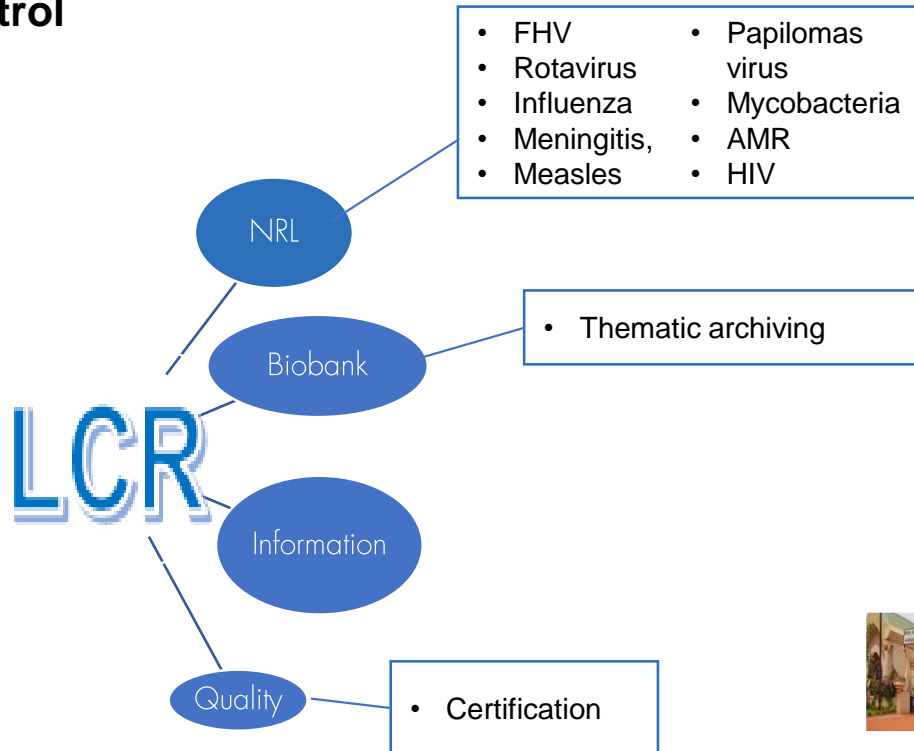 trol
• FHV
• Rotavirus
• Influenza
• Meningitis,
• Measles
• Papilomas
virus
• Mycobacteria
• AMR
• HIV
NRL
• Thematic archiving
Biobank
LCR
Information
Quality
• Certification